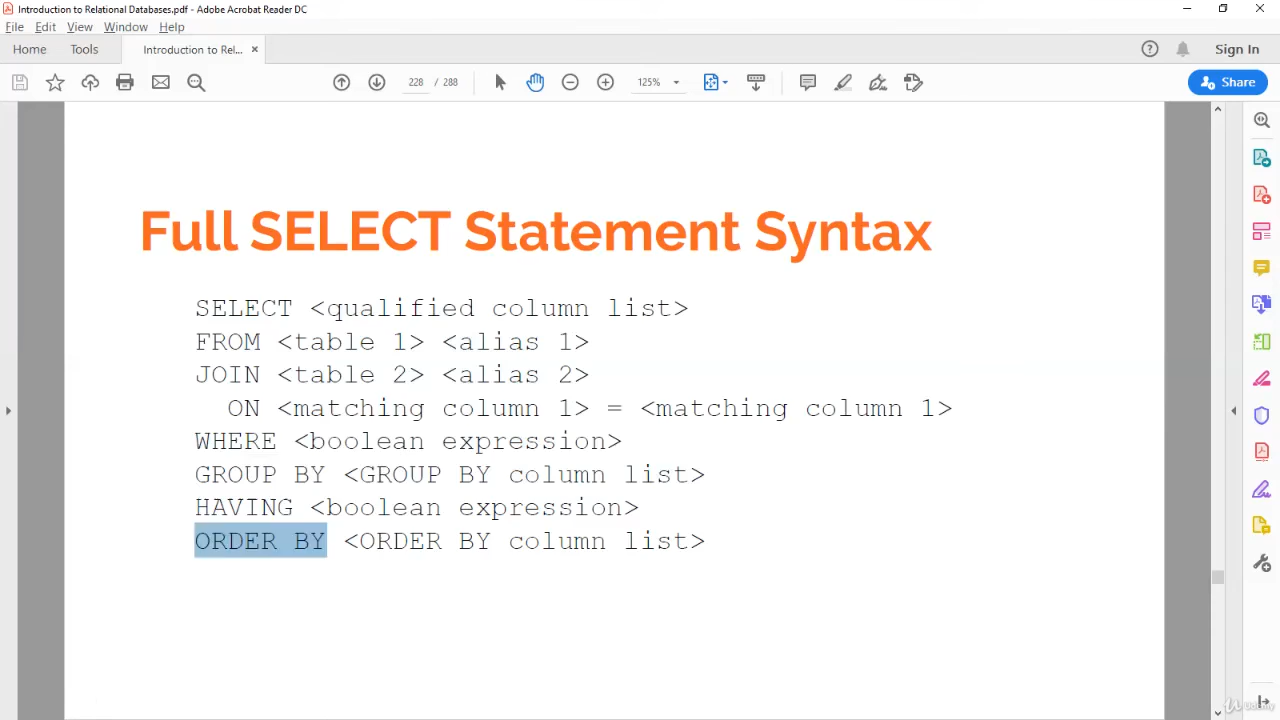 Introduction to Relational Databases.pdf - Adobe Acrobat Reader DC
File Edit View Window Help
Home Tools Introduction to Rel... × Sign In
228 / 288 125% Share
Full SELECT Statement Syntax
SELECT <qualified column list>
FROM <table 1> <alias 1>
JOIN <table 2> <alias 2>
ON <matching column 1> = <matching column 1>
WHERE <boolean expression>
GROUP BY <GROUP BY column list>
HAVING <boolean expression>
ORDER BY <ORDER BY column list>
Udemy